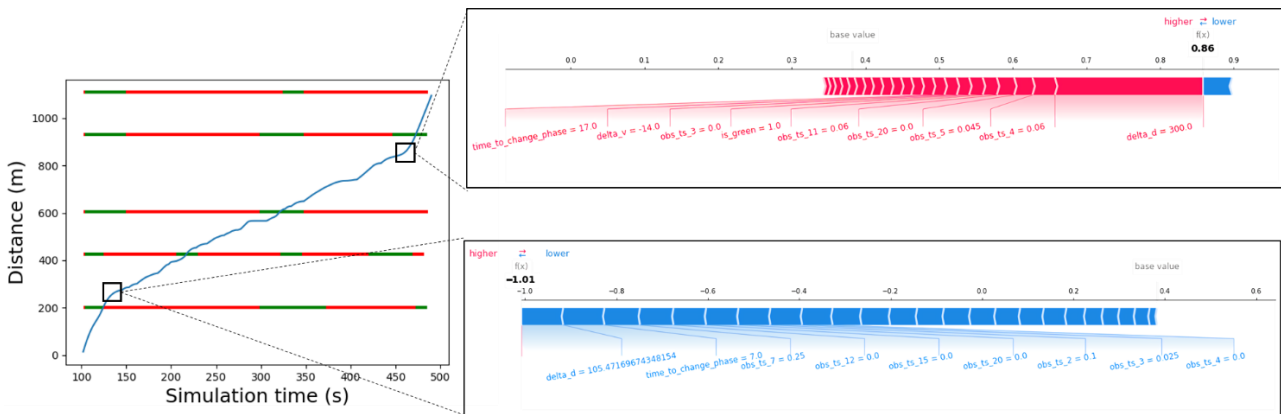 higher ⇄ lower
base value
f(x)
0.86
0.0 0.1 0.2 0.3 0.4 0.5 0.6 0.7 0.8 0.9
time_to_change_phase = 17.0
delta_v = -14.0
obs_ts_3 = 0.0
is_green = 1.0
obs_ts_11 = 0.06
obs_ts_20 = 0.0
obs_ts_5 = 0.045
obs_ts_4 = 0.06
delta_d = 300.0
Distance (m)
1000
800
600
400
200
0
100 150 200 250 300 350 400 450 500
Simulation time (s)
higher ⇄ lower
f(x)
base value
−1.01
−1.0 −0.8 −0.6 −0.4 −0.2 0.0 0.2 0.4 0.6
delta_d = 105.47169674348154
time_to_change_phase = 7.0
obs_ts_7 = 0.25
obs_ts_12 = 0.0
obs_ts_15 = 0.0
obs_ts_20 = 0.0
obs_ts_2 = 0.1
obs_ts_3 = 0.025
obs_ts_4 = 0.0